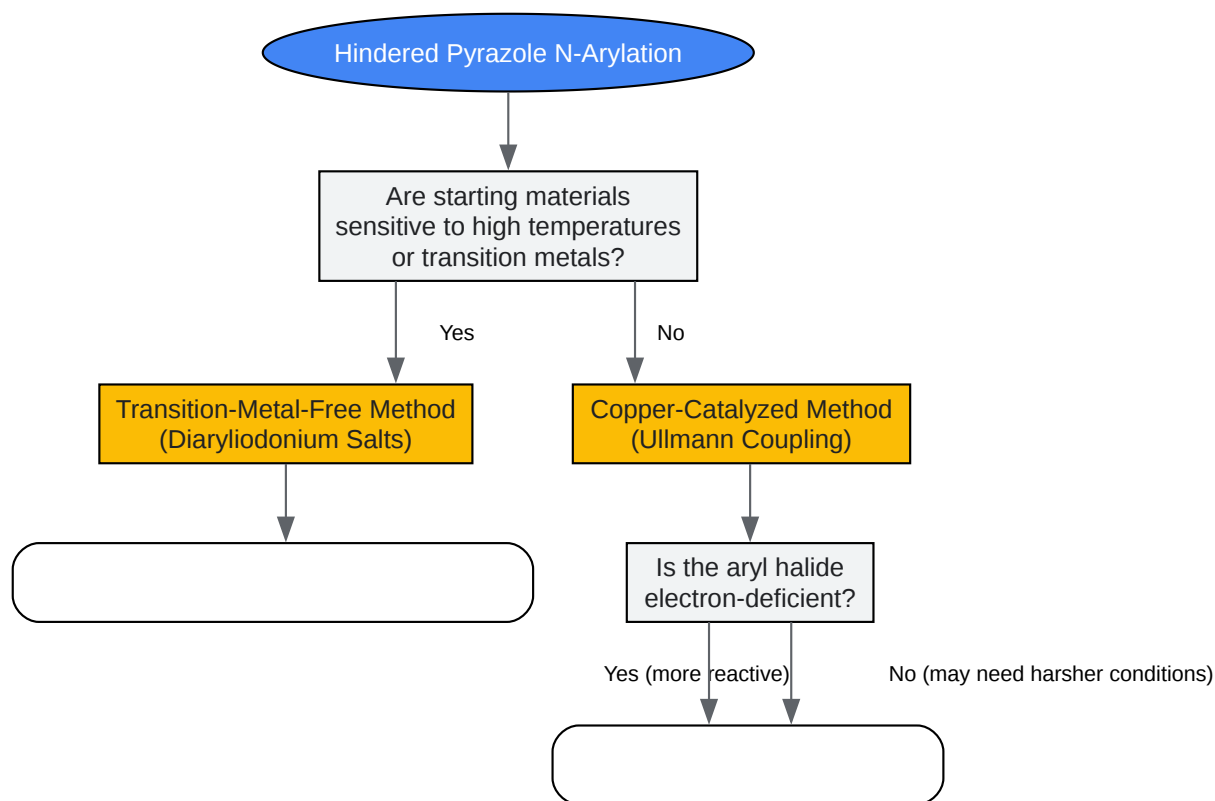 Hindered Pyrazole N-Arylation
Are starting materials
sensitive to high temperatures
or transition metals?
Yes
No
Transition-Metal-Free Method
(Diaryliodonium Salts)
Copper-Catalyzed Method
(Ullmann Coupling)
Is the aryl halide
electron-deficient?
Yes (more reactive)
No (may need harsher conditions)